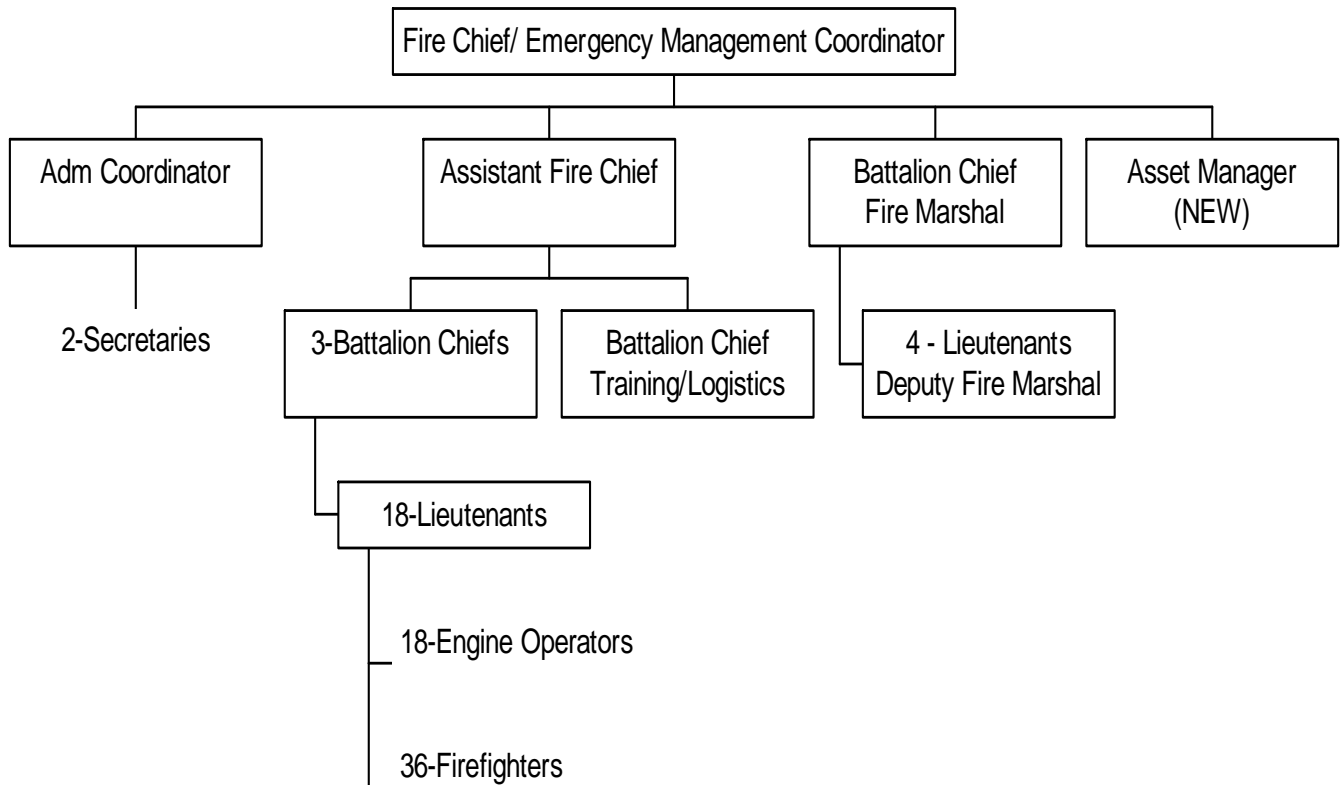 Fire Chief/ Emergency Management Coordinator
Adm Coordinator
Assistant Fire Chief
Battalion Chief
Fire Marshal
Asset Manager
(NEW)
2-Secretaries
3-Battalion Chiefs
Battalion Chief
Training/Logistics
4 - Lieutenants
Deputy Fire Marshal
18-Lieutenants
18-Engine Operators
36-Firefighters